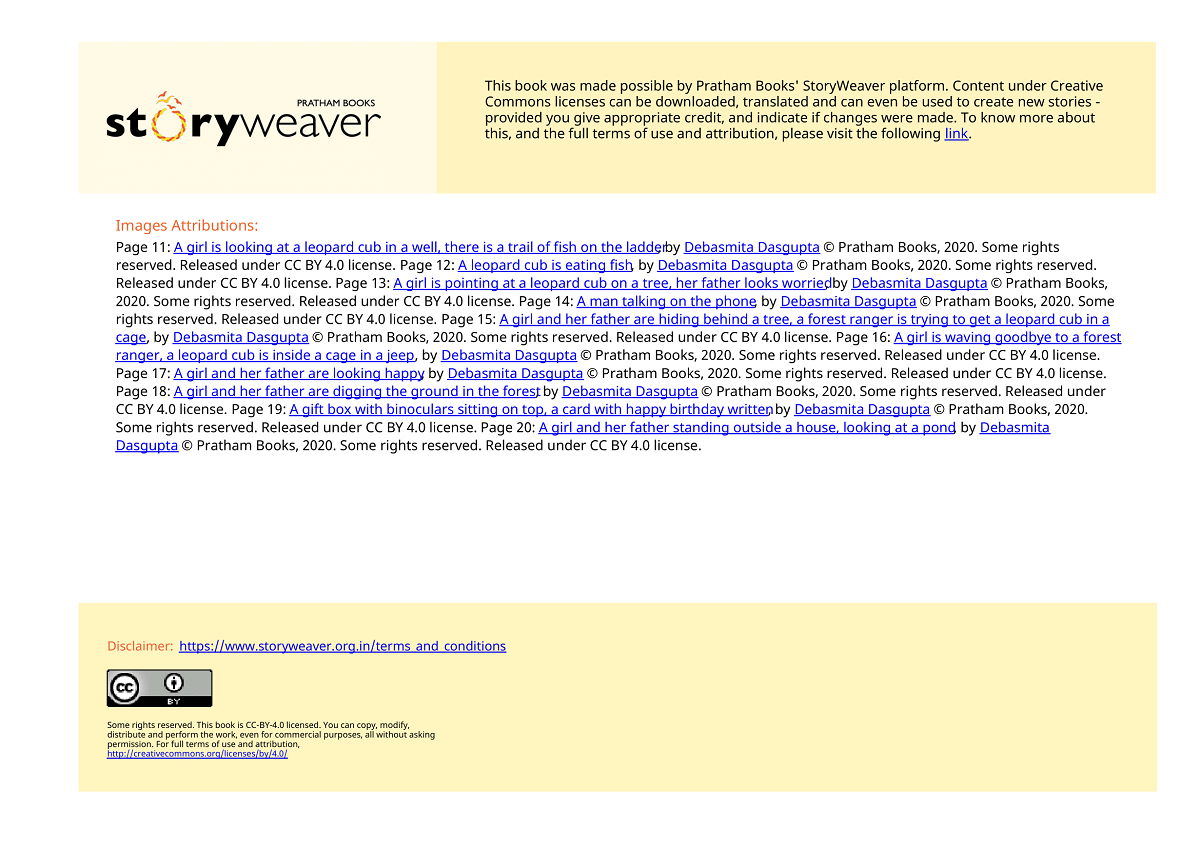 PRATHAM BOOKS
storyweaver
This book was made possible by Pratham Books' StoryWeaver platform. Content under Creative
Commons licenses can be downloaded, translated and can even be used to create new stories -
provided you give appropriate credit, and indicate if changes were made. To know more about
this, and the full terms of use and attribution, please visit the following link.
Images Attributions:
Page 11: A girl is looking at a leopard cub in a well, there is a trail of fish on the ladder, by Debasmita Dasgupta © Pratham Books, 2020. Some rights
reserved. Released under CC BY 4.0 license. Page 12: A leopard cub is eating fish, by Debasmita Dasgupta © Pratham Books, 2020. Some rights reserved.
Released under CC BY 4.0 license. Page 13: A girl is pointing at a leopard cub on a tree, her father looks worried, by Debasmita Dasgupta © Pratham Books,
2020. Some rights reserved. Released under CC BY 4.0 license. Page 14: A man talking on the phone, by Debasmita Dasgupta © Pratham Books, 2020. Some
rights reserved. Released under CC BY 4.0 license. Page 15: A girl and her father are hiding behind a tree, a forest ranger is trying to get a leopard cub in a
cage, by Debasmita Dasgupta © Pratham Books, 2020. Some rights reserved. Released under CC BY 4.0 license. Page 16: A girl is waving goodbye to a forest
ranger, a leopard cub is inside a cage in a jeep, by Debasmita Dasgupta © Pratham Books, 2020. Some rights reserved. Released under CC BY 4.0 license.
Page 17: A girl and her father are looking happy, by Debasmita Dasgupta © Pratham Books, 2020. Some rights reserved. Released under CC BY 4.0 license.
Page 18: A girl and her father are digging the ground in the forest, by Debasmita Dasgupta © Pratham Books, 2020. Some rights reserved. Released under
CC BY 4.0 license. Page 19: A gift box with binoculars sitting on top, a card with happy birthday written, by Debasmita Dasgupta © Pratham Books, 2020.
Some rights reserved. Released under CC BY 4.0 license. Page 20: A girl and her father standing outside a house, looking at a pond, by Debasmita
Dasgupta © Pratham Books, 2020. Some rights reserved. Released under CC BY 4.0 license.
Disclaimer: https://www.storyweaver.org.in/terms_and_conditions
cc
BY
Some rights reserved. This book is CC-BY-4.0 licensed. You can copy, modify,
distribute and perform the work, even for commercial purposes, all without asking
permission. For full terms of use and attribution,
http://creativecommons.org/licenses/by/4.0/